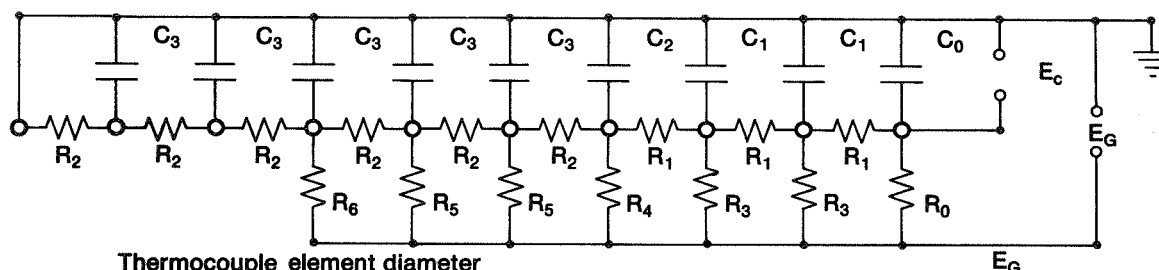 C3 C3 C3 C3 C3 C2 C1 C1 C0
Ec
EG
R2 R2 R2 R2 R2 R2 R1 R1 R1
R6 R5 R5 R4 R3 R3 R0
EG
Thermocouple element diameter